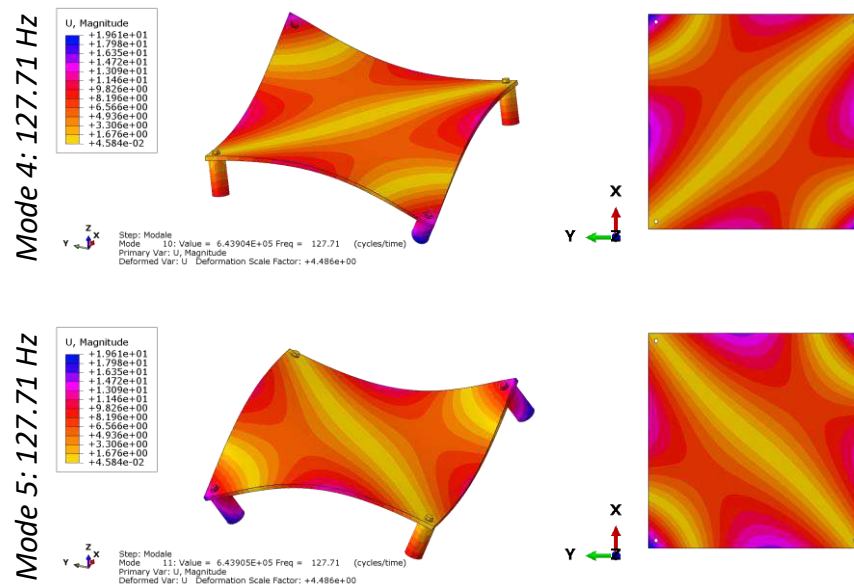 Mode 4: 127.71 Hz
U, Magnitude
+1.961e+01
+1.798e+01
+1.635e+01
+1.472e+01
+1.309e+01
+1.146e+01
+9.826e+00
+8.196e+00
+6.566e+00
+4.936e+00
+3.306e+00
+1.676e+00
+4.584e-02
Y Z X
Step: Modale
Mode 10: Value = 6.43904E+05 Freq = 127.71 (cycles/time)
Primary Var: U, Magnitude
Deformed Var: U Deformation Scale Factor: +4.486e+00
X
Y Z
Mode 5: 127.71 Hz
U, Magnitude
+1.961e+01
+1.798e+01
+1.635e+01
+1.472e+01
+1.309e+01
+1.146e+01
+9.826e+00
+8.196e+00
+6.566e+00
+4.936e+00
+3.306e+00
+1.676e+00
+4.584e-02
Y Z X
Step: Modale
Mode 11: Value = 6.43905E+05 Freq = 127.71 (cycles/time)
Primary Var: U, Magnitude
Deformed Var: U Deformation Scale Factor: +4.486e+00
X
Y Z